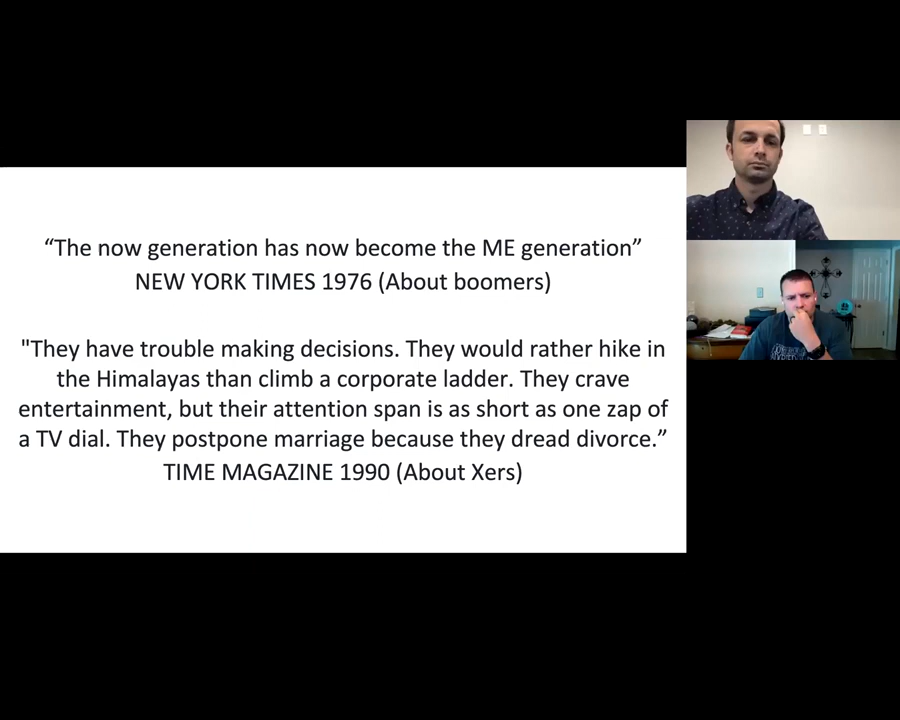 “The now generation has now become the ME generation”
NEW YORK TIMES 1976 (About boomers)
"They have trouble making decisions. They would rather hike in
the Himalayas than climb a corporate ladder. They crave
entertainment, but their attention span is as short as one zap of
a TV dial. They postpone marriage because they dread divorce.”
TIME MAGAZINE 1990 (About Xers)